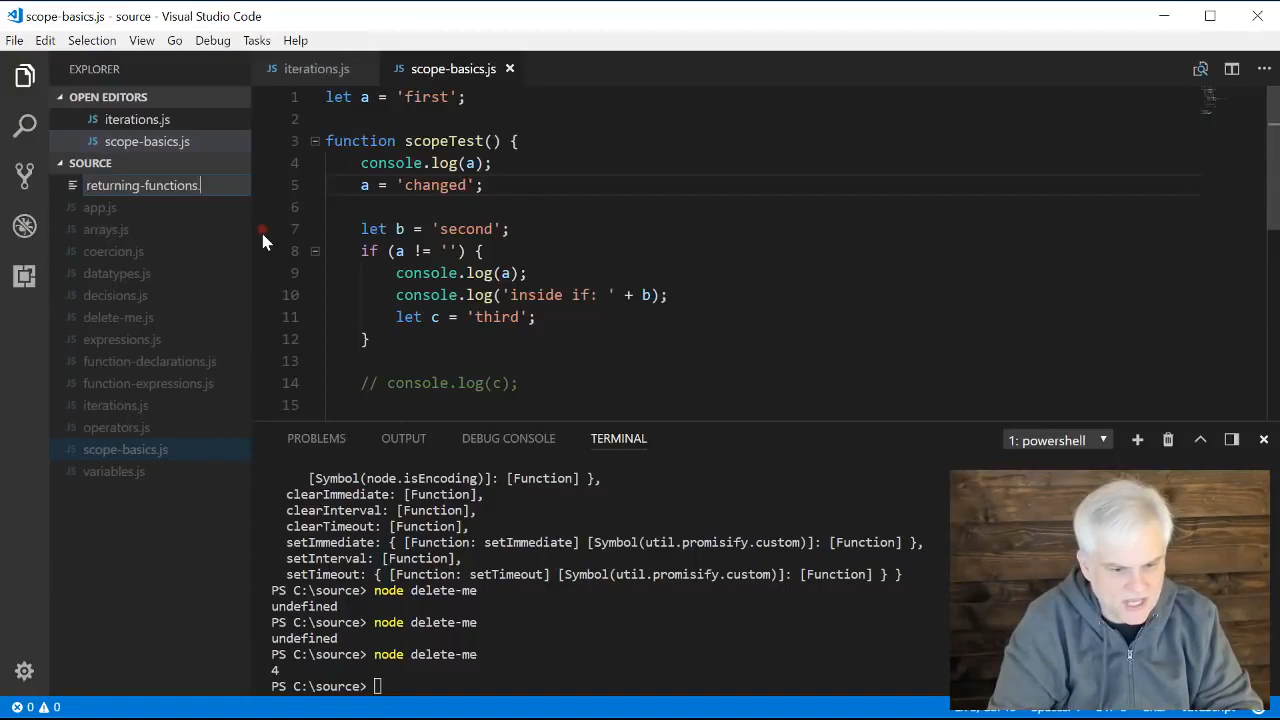 scope-basics.js - source - Visual Studio Code
File Edit Selection View Go Debug Tasks Help
EXPLORER
OPEN EDITORS
iterations.js
scope-basics.js
SOURCE
returning-functions.
app.js
arrays.js
coercion.js
datatypes.js
decisions.js
delete-me.js
expressions.js
function-declarations.js
function-expressions.js
iterations.js
operators.js
scope-basics.js
variables.js
iterations.js scope-basics.js
1 let a = 'first';
2
3 function scopeTest() {
4 console.log(a);
5 a = 'changed';
6
7 let b = 'second';
8 if (a != '') {
9 console.log(a);
10 console.log('inside if: ' + b);
11 let c = 'third';
12 }
13
14 // console.log(c);
15
PROBLEMS OUTPUT DEBUG CONSOLE TERMINAL 1: powershell
[Symbol(node.isEncoding)]: [Function] },
clearImmediate: [Function],
clearInterval: [Function],
clearTimeout: [Function],
setImmediate: { [Function: setImmediate] [Symbol(util.promisify.custom)]: [Function] },
setInterval: [Function],
setTimeout: { [Function: setTimeout] [Symbol(util.promisify.custom)]: [Function] } }
PS C:\source> node delete-me
undefined
PS C:\source> node delete-me
undefined
PS C:\source> node delete-me
4
PS C:\source>
0 0